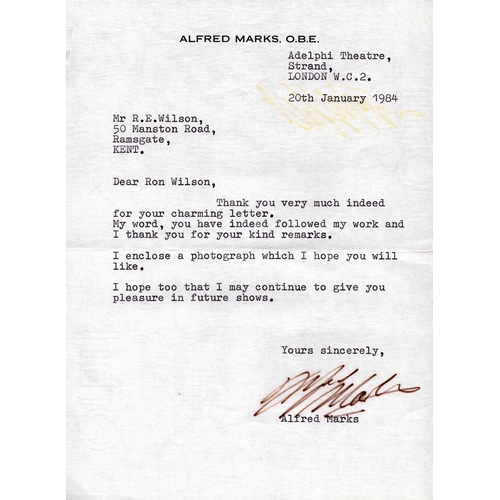 ALFRED MARKS, O.B.E.
Adelphi Theatre,
Strand,
LONDON W.C.2.
20th January 1984
Mr R.E.Wilson,
50 Manston Road,
Ramsgate,
KENT.
Dear Ron Wilson,
Thank you very much indeed
for your charming letter.
My word, you have indeed followed my work and
I thank you for your kind remarks.
I enclose a photograph which I hope you will
like.
I hope too that I may continue to give you
pleasure in future shows.
Yours sincerely,
Alfred Marks